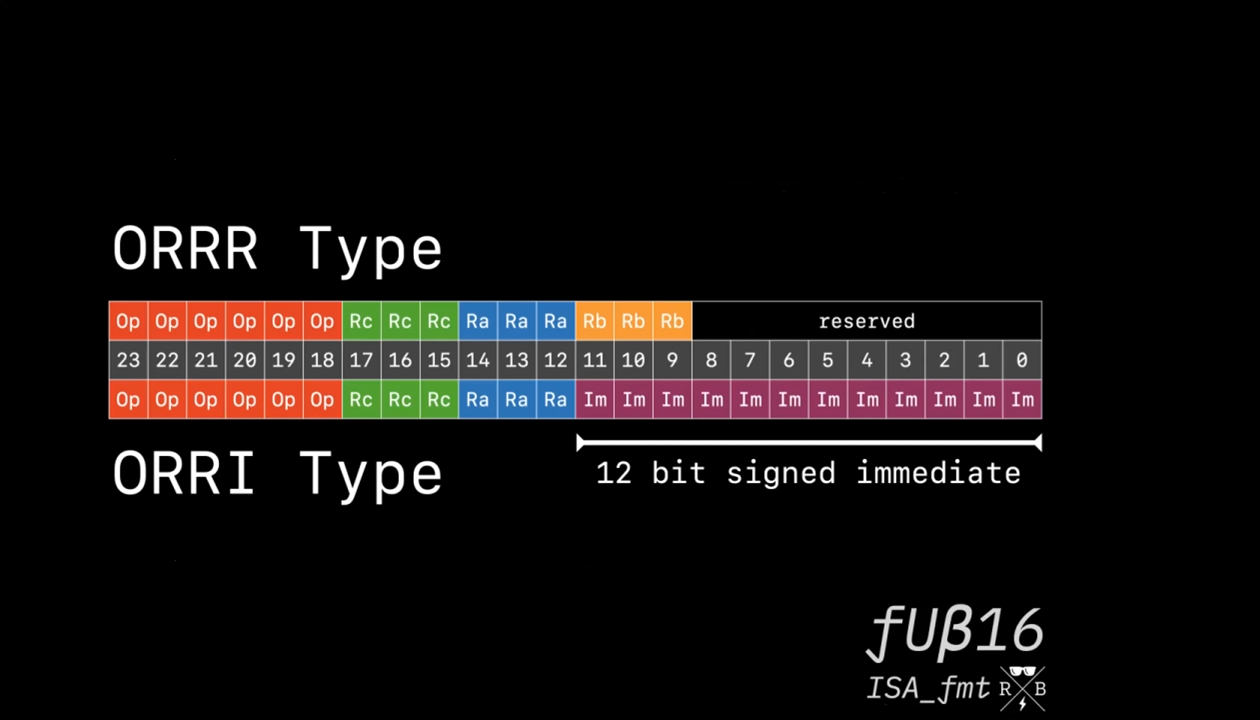 ORRR Type
Op Op Op Op Op Op Rc Rc Rc Ra Ra Ra Rb Rb Rb reserved
23 22 21 20 19 18 17 16 15 14 13 12 11 10 9 8 7 6 5 4 3 2 1 0
Op Op Op Op Op Op Rc Rc Rc Ra Ra Ra Im Im Im Im Im Im Im Im Im Im Im Im
ORRI Type
12 bit signed immediate
ƒUβ16
ISA_ƒmt R B